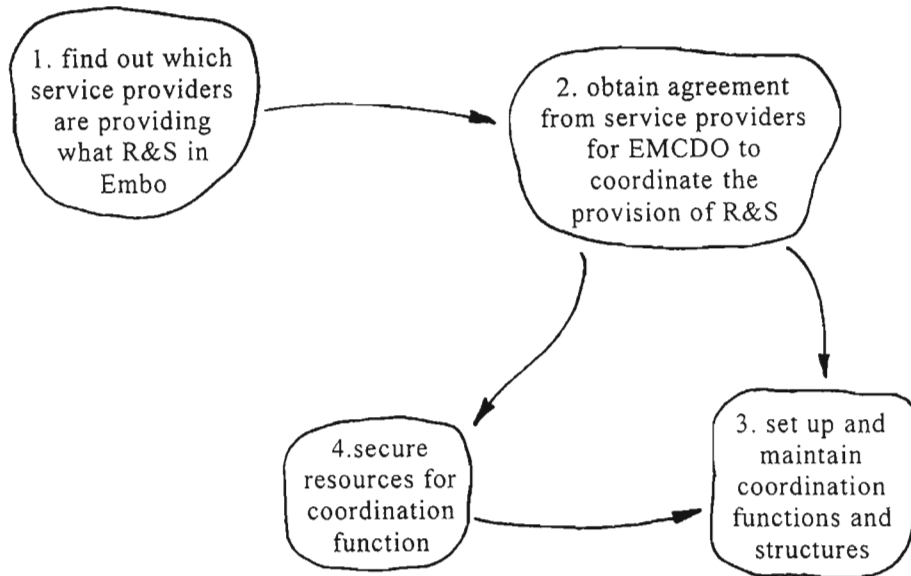 1. find out which
service providers
are providing
what R&S in
Embo
2. obtain agreement
from service providers
for EMCDO to
coordinate the
provision of R&S
4.secure
resources for
coordination
function
3. set up and
maintain
coordination
functions and
structures